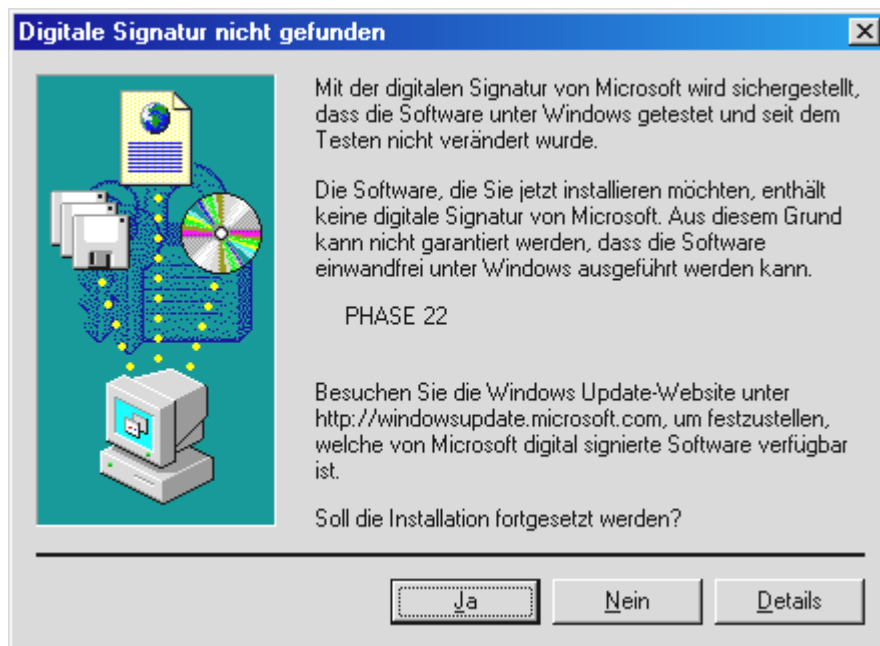 Digitale Signatur nicht gefunden
Mit der digitalen Signatur von Microsoft wird sichergestellt,
dass die Software unter Windows getestet und seit dem
Testen nicht verändert wurde.
Die Software, die Sie jetzt installieren möchten, enthält
keine digitale Signatur von Microsoft. Aus diesem Grund
kann nicht garantiert werden, dass die Software
einwandfrei unter Windows ausgeführt werden kann.
PHASE 22
Besuchen Sie die Windows Update-Website unter
http://windowsupdate.microsoft.com, um festzustellen,
welche von Microsoft digital signierte Software verfügbar
ist.
Soll die Installation fortgesetzt werden?
Ja
Nein
Details